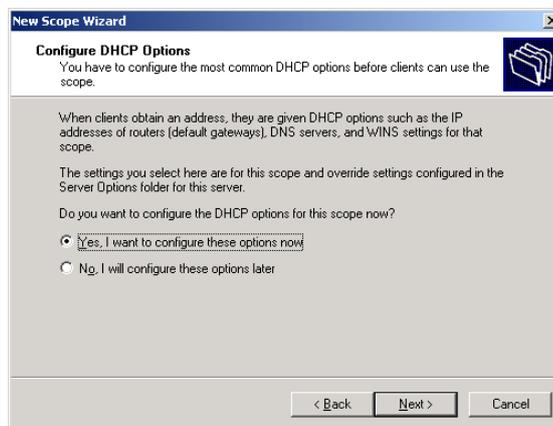 New Scope Wizard
Configure DHCP Options
You have to configure the most common DHCP options before clients can use the
scope.
When clients obtain an address, they are given DHCP options such as the IP
addresses of routers (default gateways), DNS servers, and WINS settings for that
scope.
The settings you select here are for this scope and override settings configured in the
Server Options folder for this server.
Do you want to configure the DHCP options for this scope now?
Yes, I want to configure these options now
No, I will configure these options later
< Back
Next >
Cancel